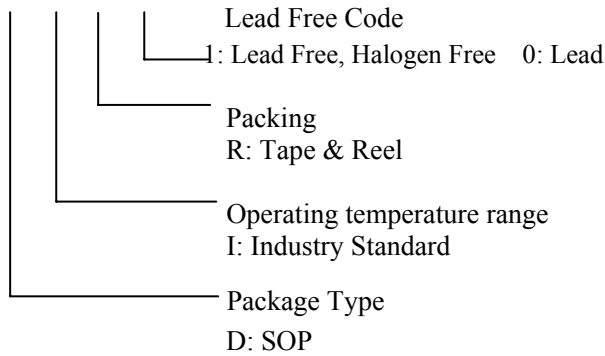 Lead Free Code
1: Lead Free, Halogen Free 0: Lead
Packing
R: Tape & Reel
Operating temperature range
I: Industry Standard
Package Type
D: SOP